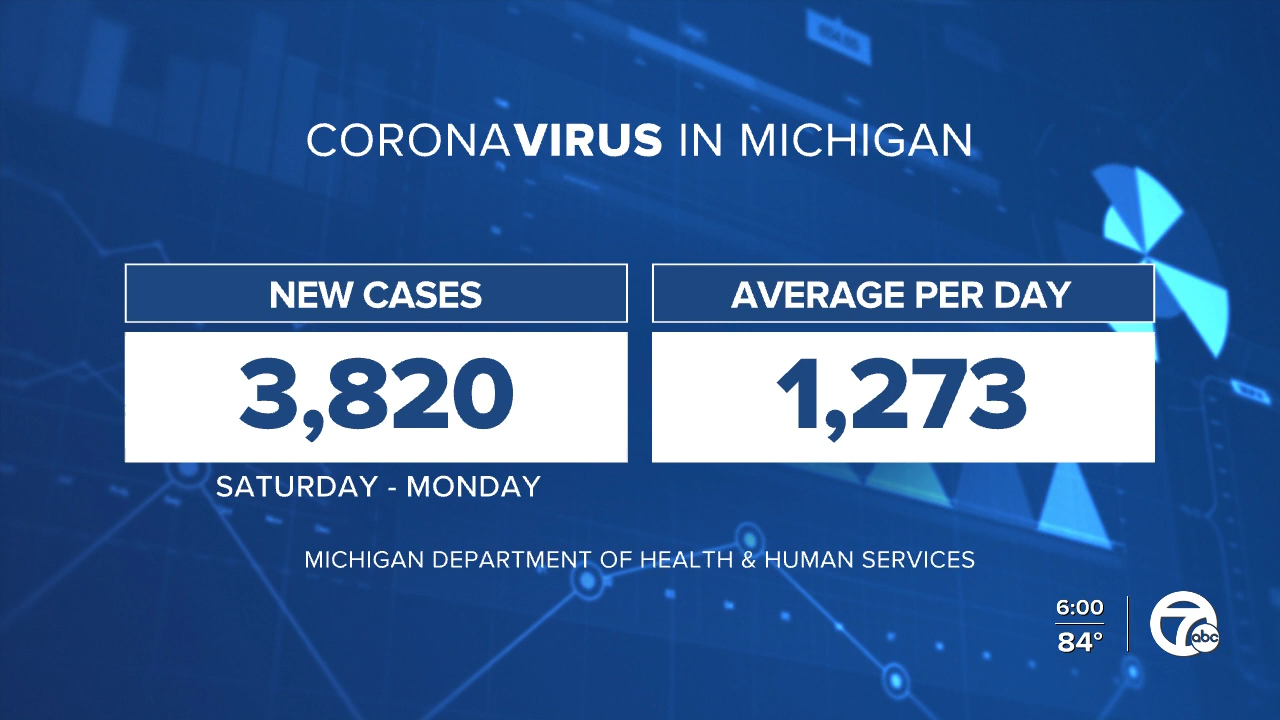 CORONAVIRUS IN MICHIGAN
NEW CASES
AVERAGE PER DAY
3,820
1,273
SATURDAY - MONDAY
MICHIGAN DEPARTMENT OF HEALTH & HUMAN SERVICES
6:00
84°
7
abc